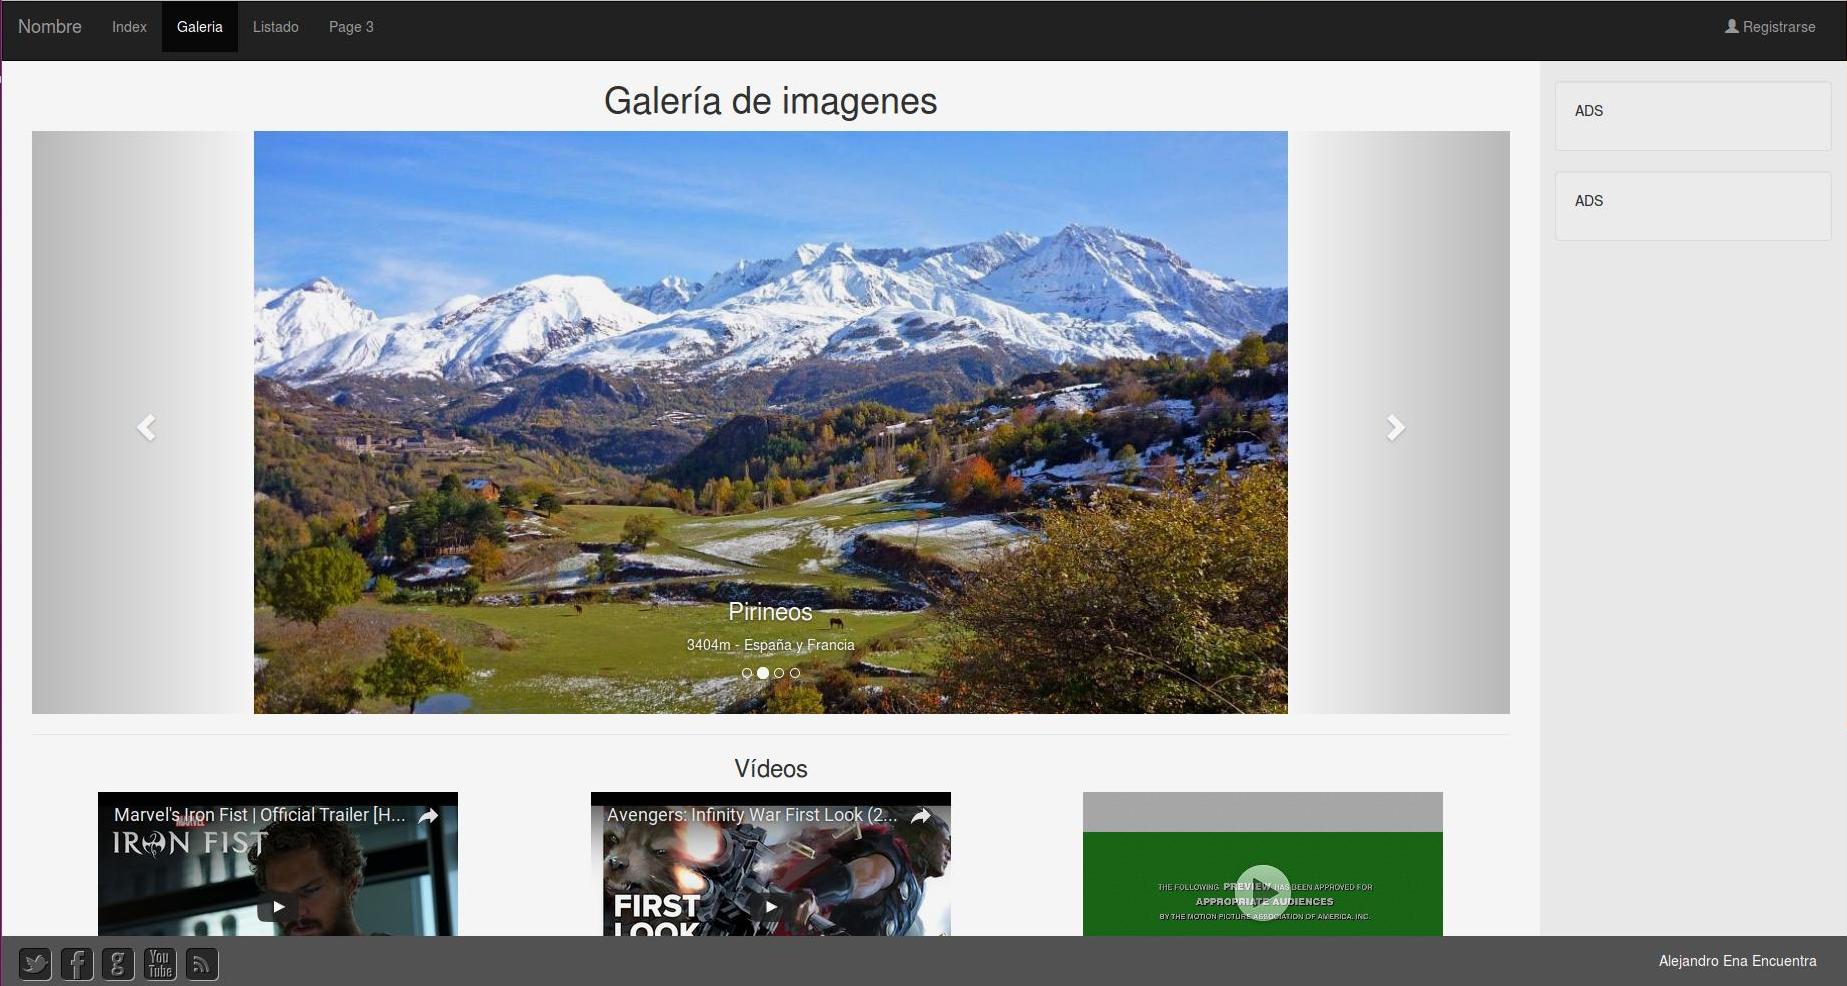 Nombre Index Galeria Listado Page 3 Registrarse
Galería de imagenes
ADS
ADS
Pirineos
3404m - España y Francia
Vídeos
Marvel's Iron Fist | Official Trailer [H...
MARVEL
IRON FIST
Avengers: Infinity War First Look (2...
FIRST
LOOK
THE FOLLOWING PREVIEW HAS BEEN APPROVED FOR
APPROPRIATE AUDIENCES
BY THE MOTION PICTURE ASSOCIATION OF AMERICA, INC.
You
Tube
Alejandro Ena Encuentra